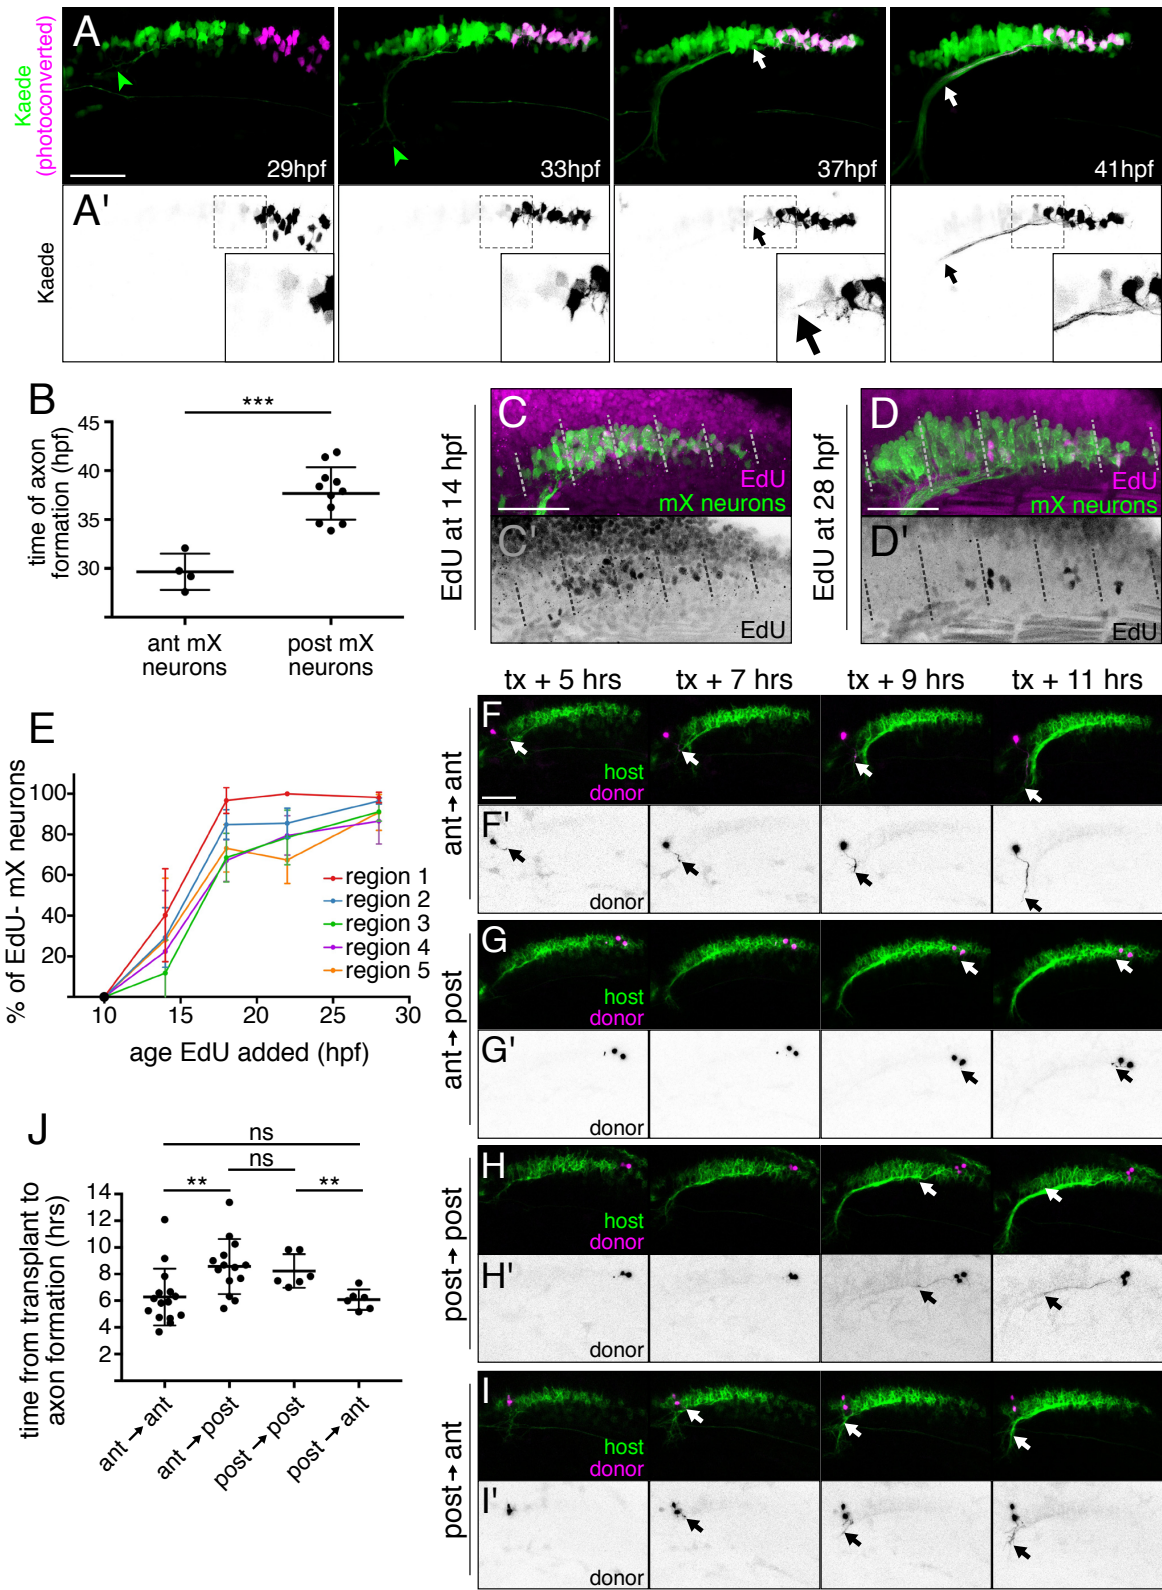 A
Kaede
(photoconverted)
29hpf
33hpf
37hpf
41hpf
A'
Kaede
B
***
time of axon
formation (hpf)
45
40
35
30
ant mX
neurons
post mX
neurons
EdU at 14 hpf
C
EdU
mX neurons
C'
EdU
EdU at 28 hpf
D
EdU
mX neurons
D'
EdU
E
% of EdU- mX neurons
100
80
60
40
20
10
15
20
25
30
age EdU added (hpf)
region 1
region 2
region 3
region 4
region 5
tx + 5 hrs
tx + 7 hrs
tx + 9 hrs
tx + 11 hrs
ant→ant
F
host
donor
F'
donor
ant→post
G
host
donor
G'
donor
post→post
H
host
donor
H'
donor
post→ant
I
host
donor
I'
donor
J
ns
ns
**
**
time from transplant to
axon formation (hrs)
14
12
10
8
6
4
2
ant→ant
ant→post
post→post
post→ant